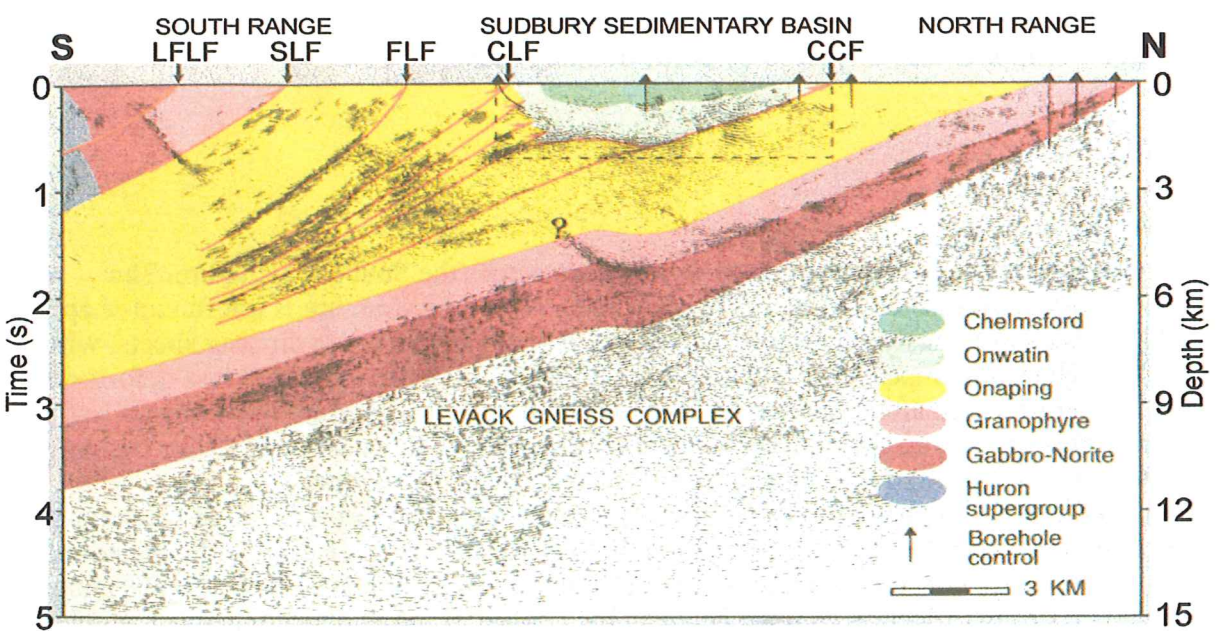 SOUTH RANGE
SUDBURY SEDIMENTARY BASIN
NORTH RANGE
S
LFLF
SLF
FLF
CLF
CCF
N
0
1
2
3
4
5
Time (s)
0
3
6
9
12
15
Depth (km)
?
LEVACK GNEISS COMPLEX
Chelmsford
Onwatin
Onaping
Granophyre
Gabbro-Norite
Huron
supergroup
Borehole
control
3 KM